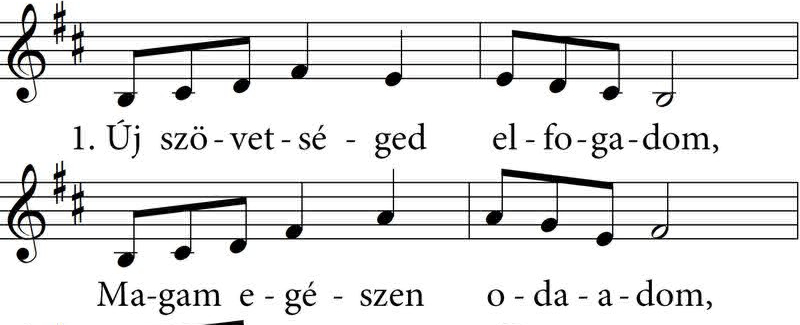 1. Új szö - vet - sé - ged el - fo - ga - dom,
Ma - gam e - gé - szen o - da - a - dom,